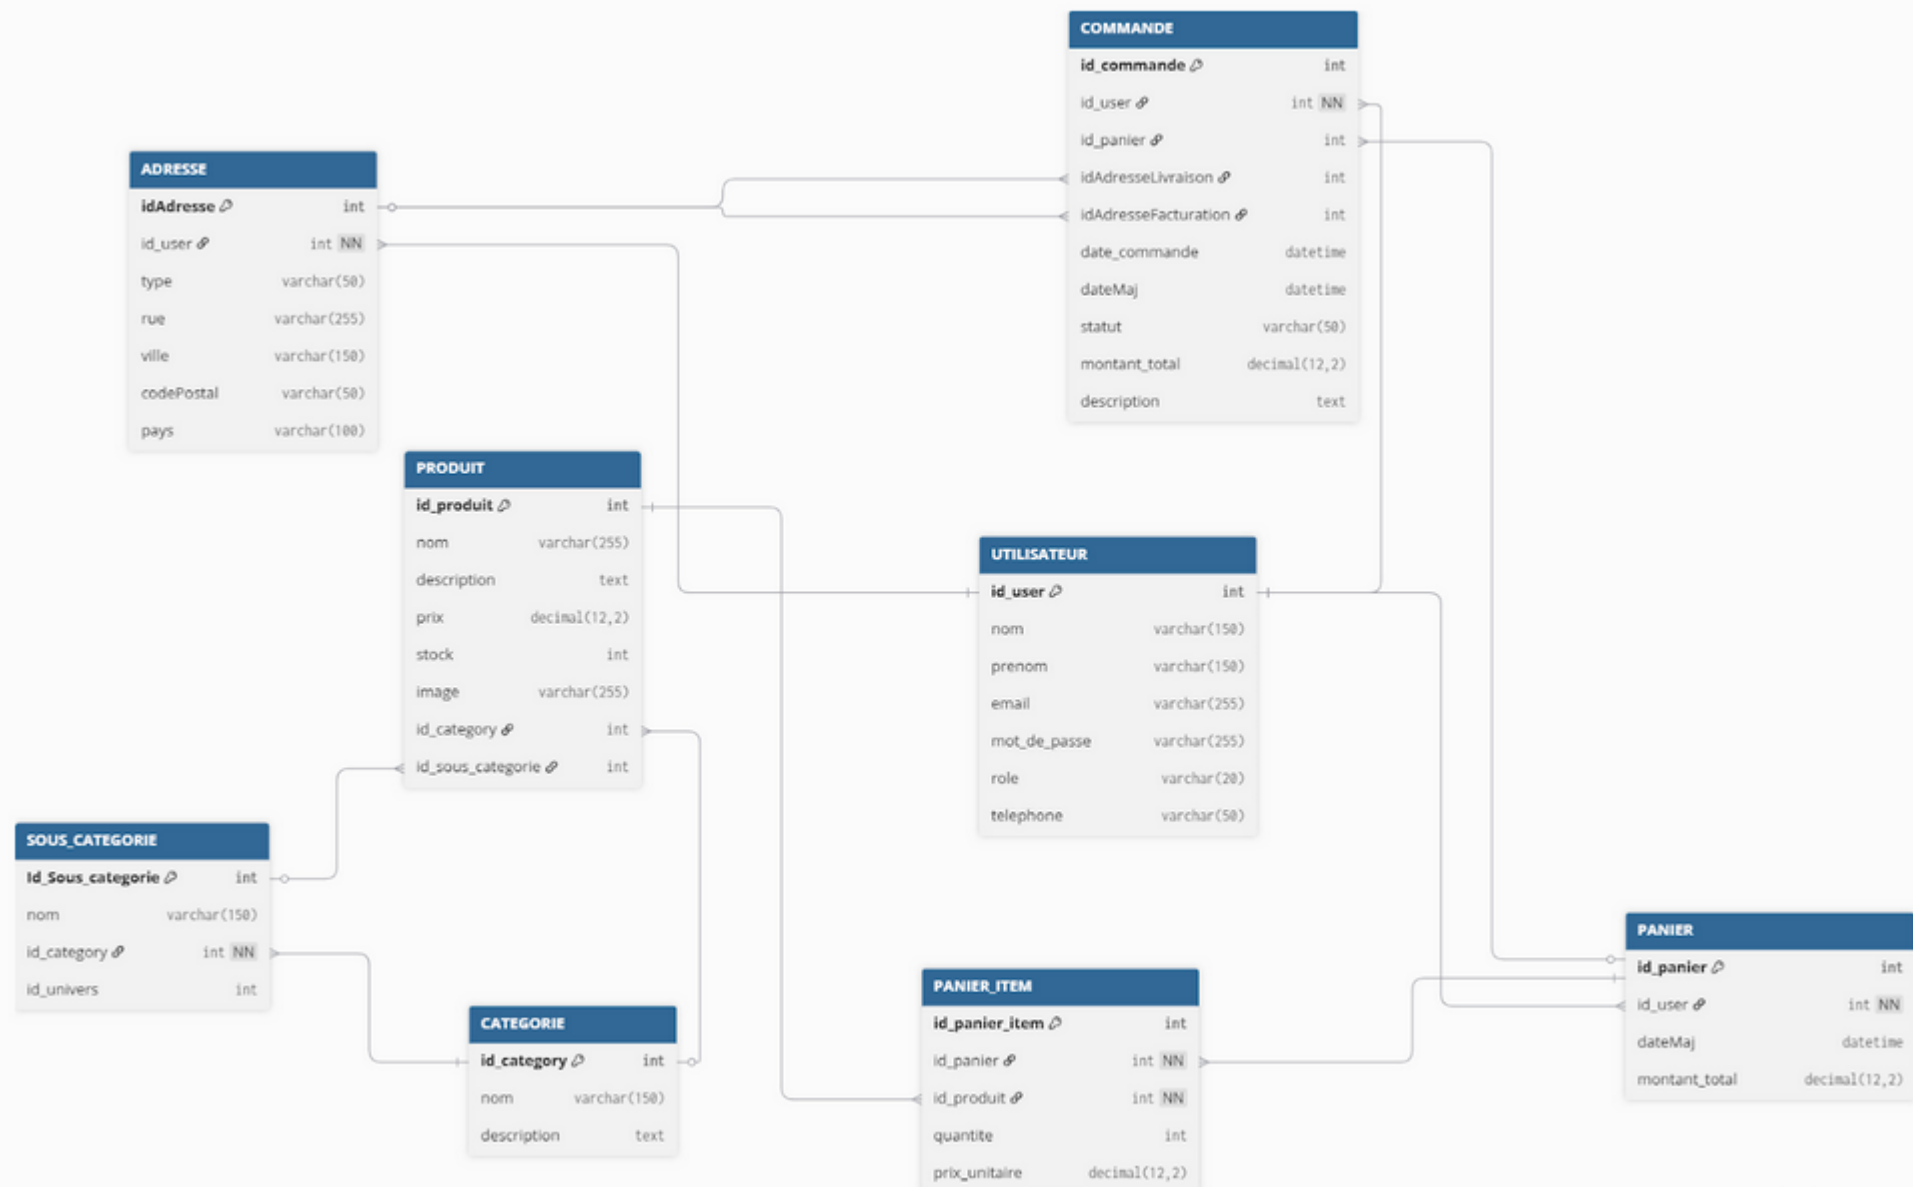 COMMANDE
id_commande int
id_user int NN
id_panier int
idAdresseLivraison int
idAdresseFacturation int
date_commande datetime
dateMaj datetime
statut varchar(50)
montant_total decimal(12,2)
description text
ADRESSE
idAdresse int
id_user int NN
type varchar(50)
rue varchar(255)
ville varchar(150)
codePostal varchar(50)
pays varchar(100)
PRODUIT
id_produit int
nom varchar(255)
description text
prix decimal(12,2)
stock int
image varchar(255)
id_category int
id_sous_categorie int
UTILISATEUR
id_user int
nom varchar(150)
prenom varchar(150)
email varchar(255)
mot_de_passe varchar(255)
role varchar(20)
telephone varchar(50)
SOUS_CATEGORIE
Id_Sous_categorie int
nom varchar(150)
id_category int NN
id_univers int
CATEGORIE
id_category int
nom varchar(150)
description text
PANIER_ITEM
id_panier_item int
id_panier int NN
id_produit int NN
quantite int
prix_unitaire decimal(12,2)
PANIER
id_panier int
id_user int NN
dateMaj datetime
montant_total decimal(12,2)